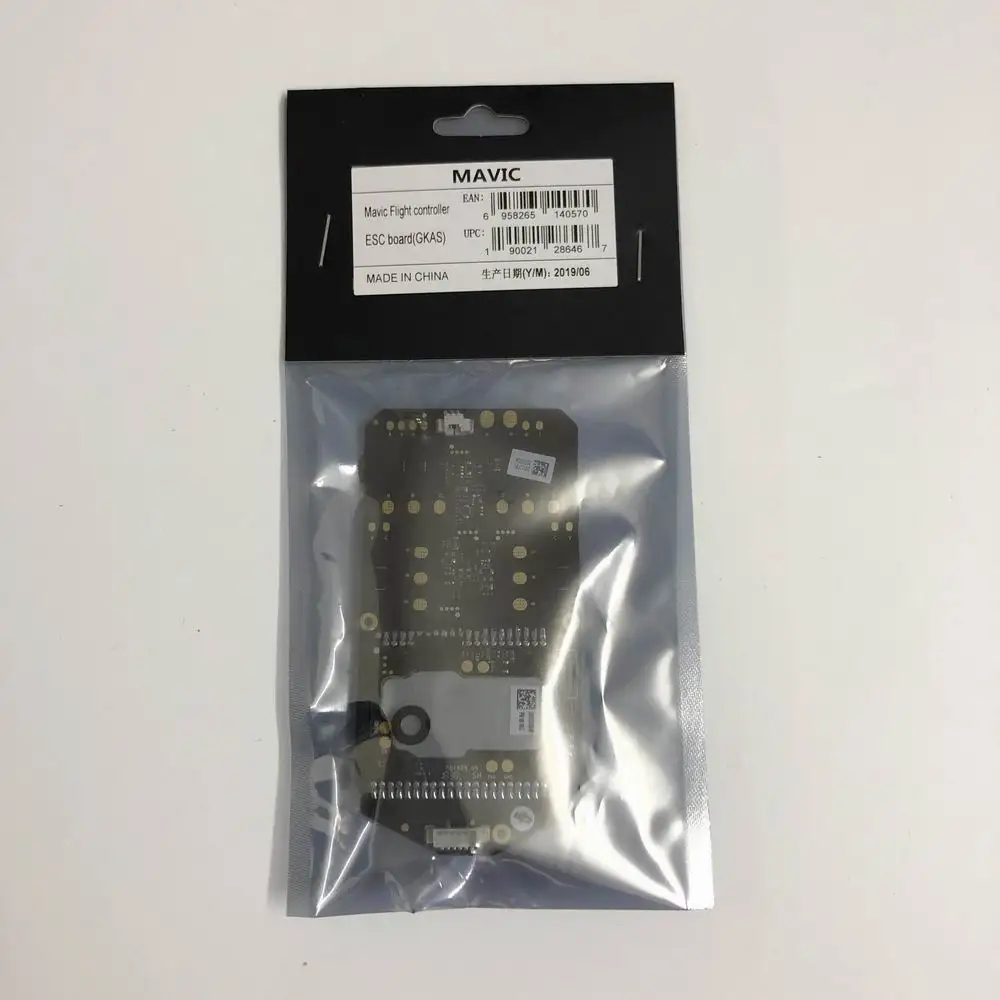 MAVIC
Mavic Flight controller
EAN:
6 958265 140570
ESC board(GKAS)
UPC:
1 90021 28646 7
MADE IN CHINA
生产日期(Y/M): 2019/06